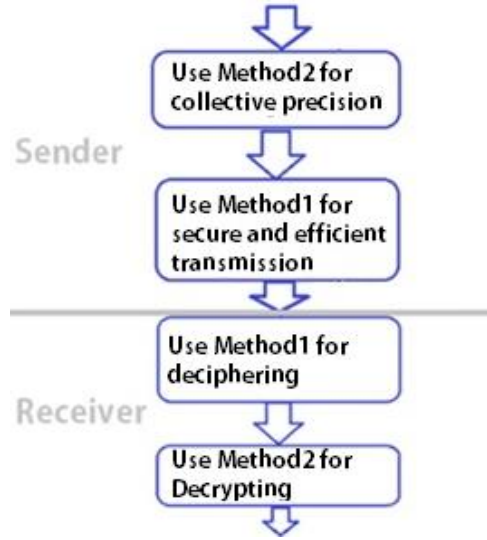 Use Method2 for
collective precision
Sender
Use Method1 for
secure and efficient
transmission
Use Method1 for
deciphering
Receiver
Use Method2 for
Decrypting